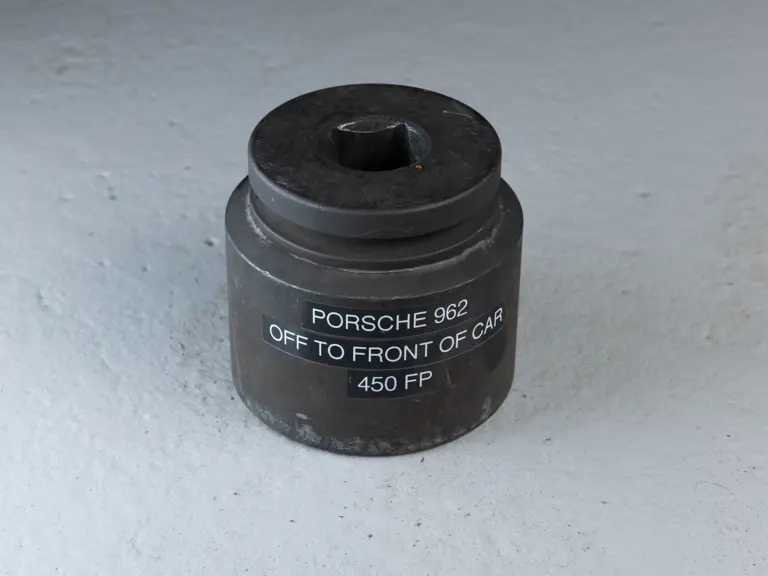 PORSCHE 962
OFF TO FRONT OF CAR
450 FP